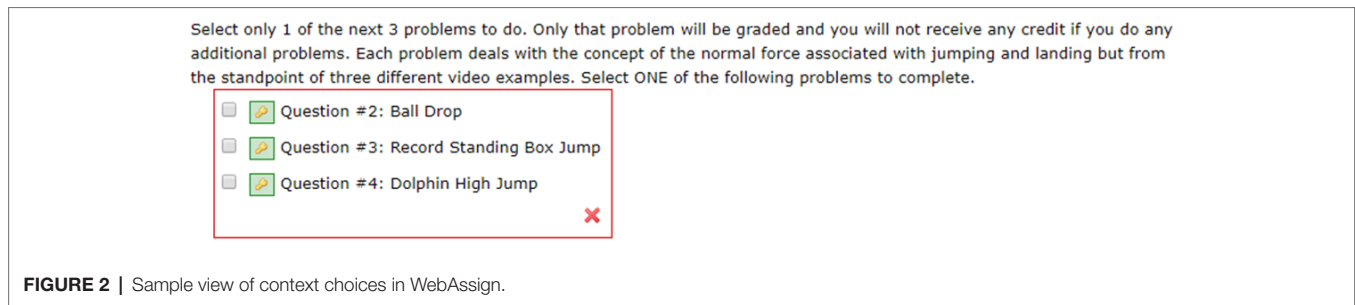 Select only 1 of the next 3 problems to do. Only that problem will be graded and you will not receive any credit if you do any
additional problems. Each problem deals with the concept of the normal force associated with jumping and landing but from
the standpoint of three different video examples. Select ONE of the following problems to complete.
Question #2: Ball Drop
Question #3: Record Standing Box Jump
Question #4: Dolphin High Jump
FIGURE 2 | Sample view of context choices in WebAssign.